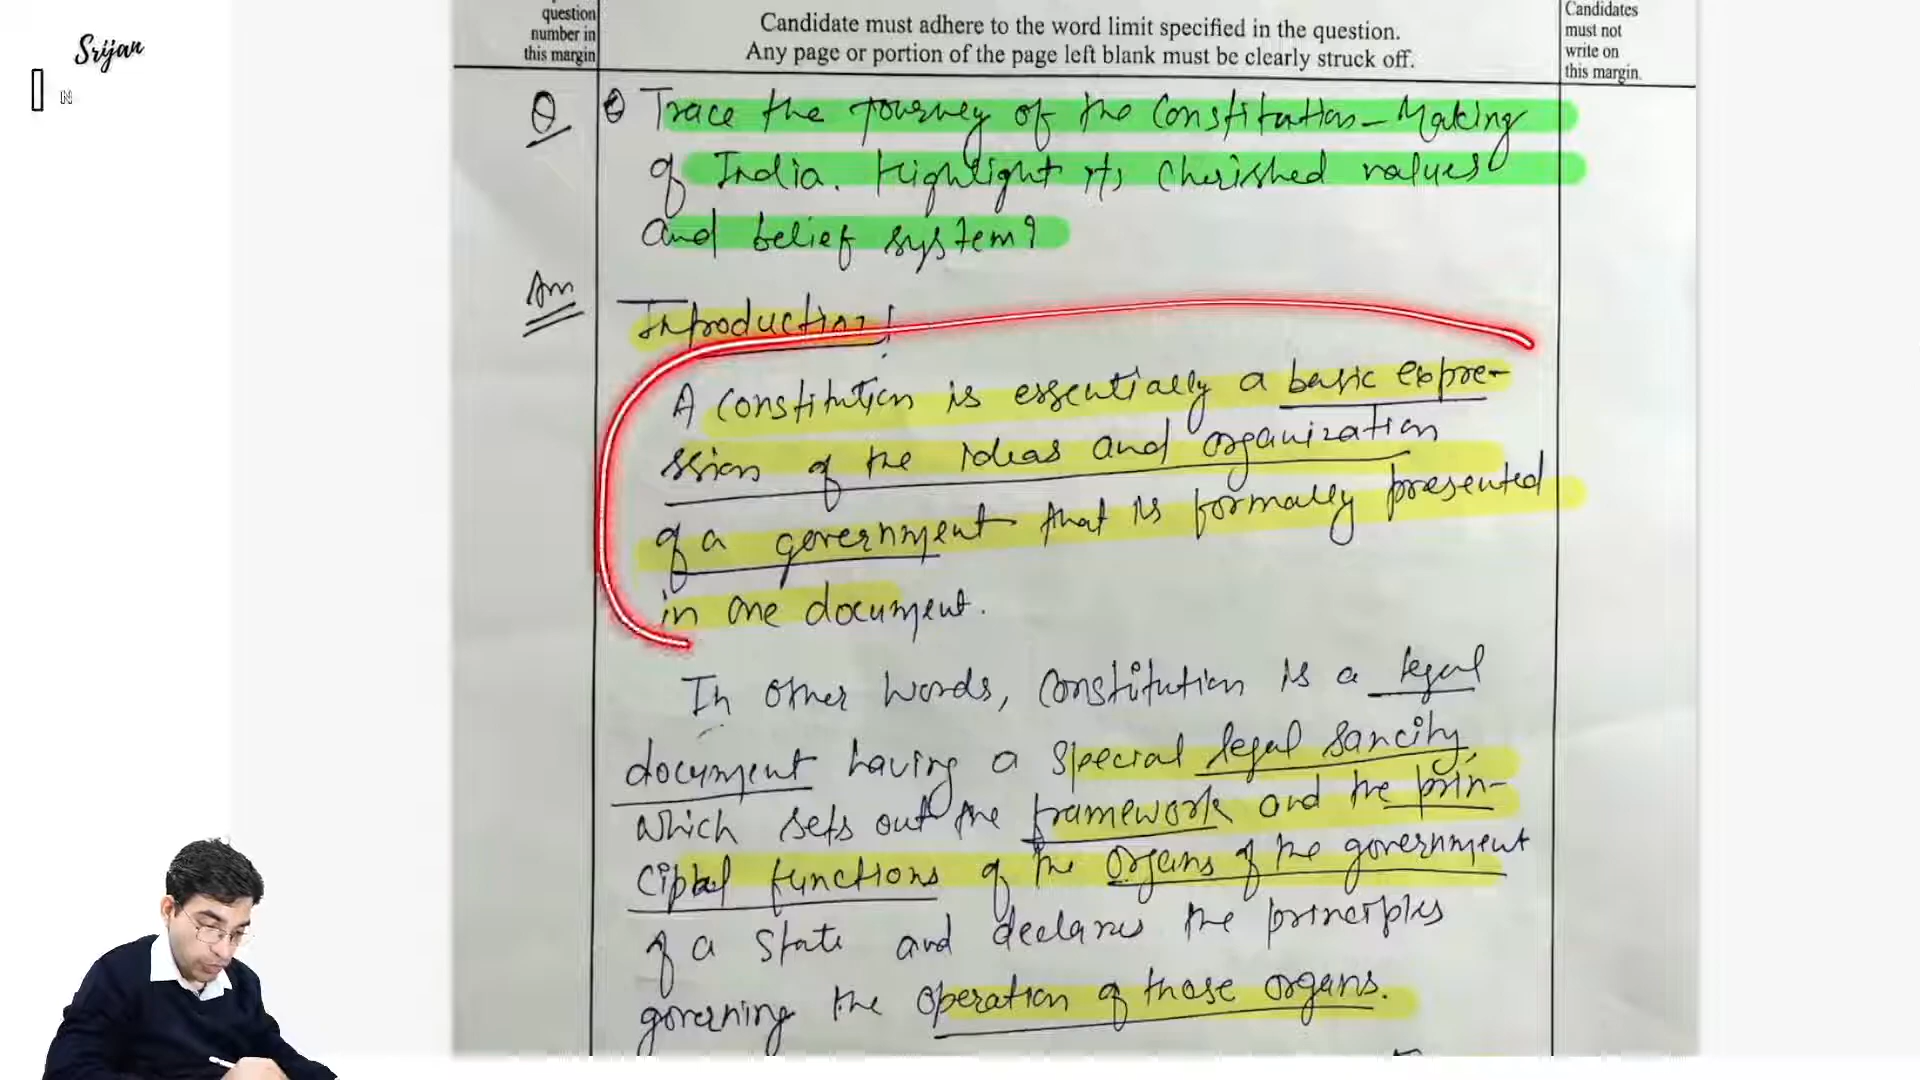 Srijan
IN
question
number in
this margin
Candidate must adhere to the word limit specified in the question.
Any page or portion of the page left blank must be clearly struck off.
Candidates
must not
write on
this margin.
Q Trace the Journey of the Constitution-Making
of India. Highlight its cherished values
and belief system?
Ans
Introduction:
A Constitution is essentially a basic expre-
ssion of the ideas and organization
of a government that is formally presented
in one document.
In other words, Constitution is a legal
document having a special legal sancity,
which sets out the framework and the prin-
cipal functions of the organs of the government
of a state and declares the principles
governing the operation of those organs.